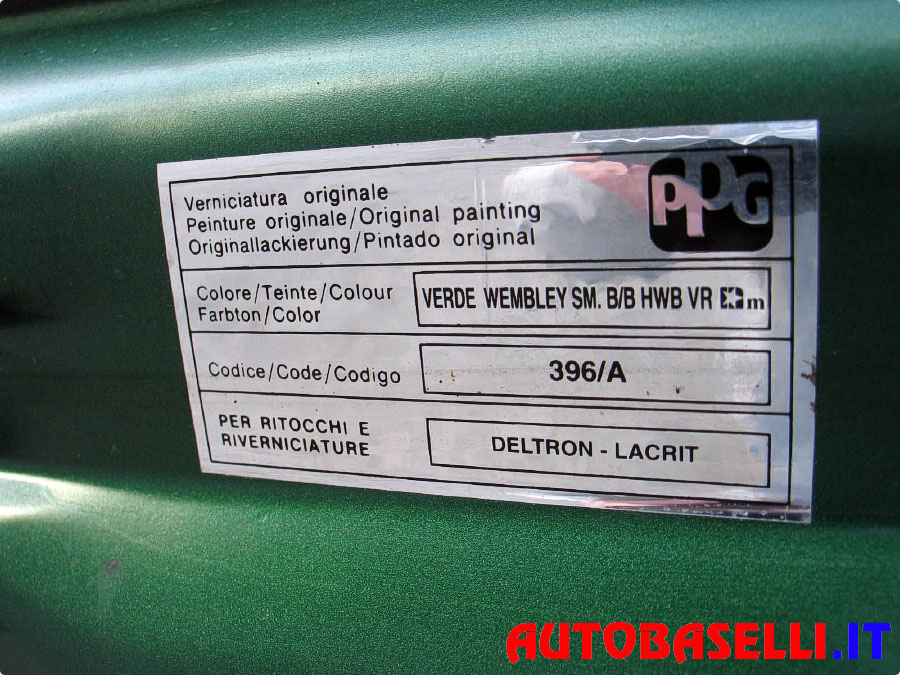 Verniciatura originale
Peinture originale/Original painting
Originallackierung/Pintado original
PPG
Colore/Teinte/Colour
Farbton/Color
VERDE WEMBLEY SM. B/B HWB VR m
Codice/Code/Codigo
396/A
PER RITOCCHI E
RIVERNICIATURE
DELTRON - LACRIT
AUTOBASELLI.IT